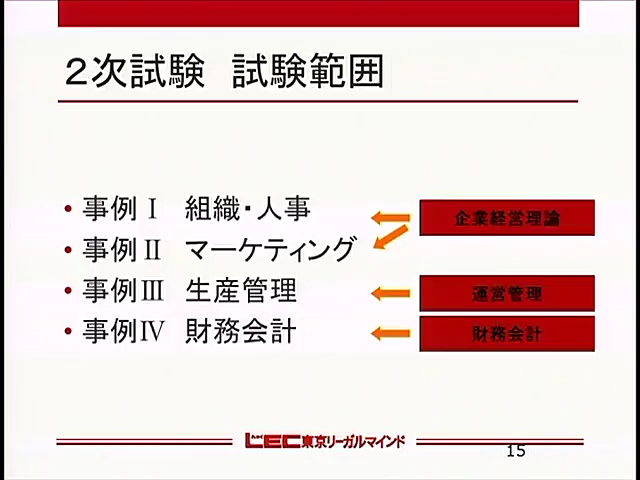 ２次試験　試験範囲
• 事例Ⅰ　組織・人事
企業経営理論
• 事例Ⅱ　マーケティング
• 事例Ⅲ　生産管理
運営管理
• 事例Ⅳ　財務会計
財務会計
LEC東京リーガルマインド
15